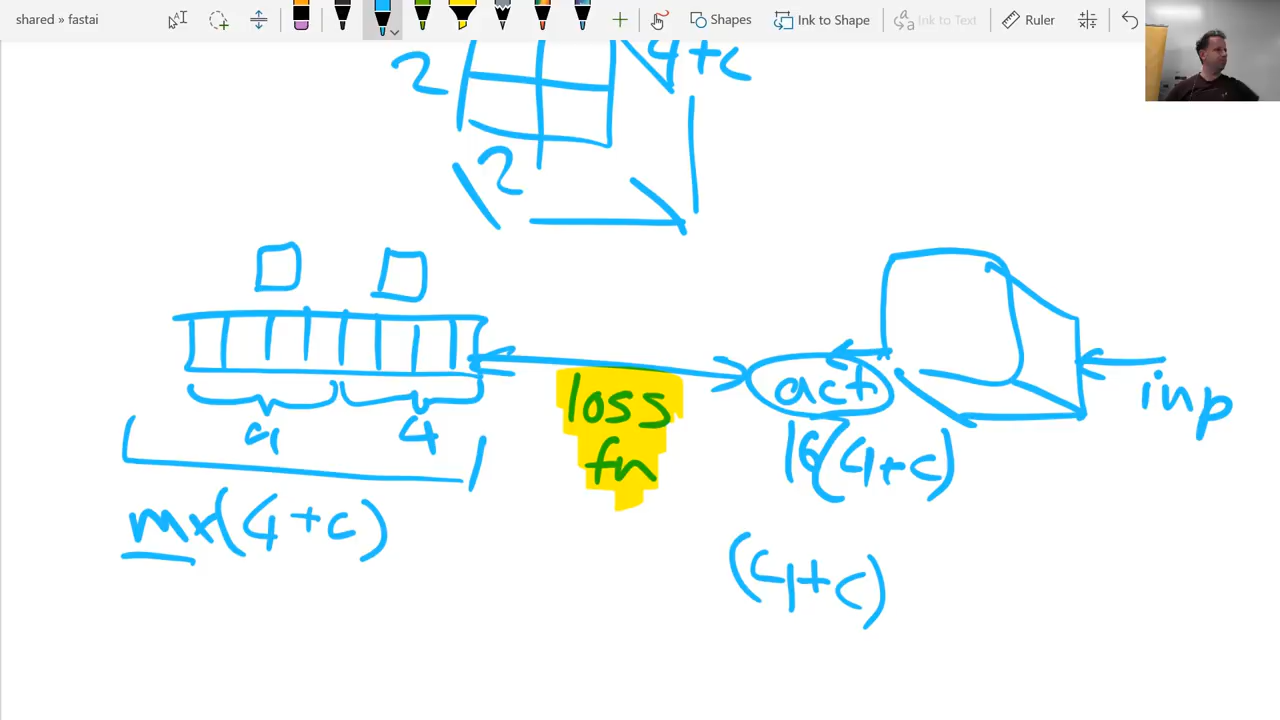 shared » fastai
Shapes
Ink to Shape
Ink to Text
Ruler
2
4+c
2
loss
fn
act
inp
4
4
16(4+c)
mx(4+c)
(4+c)